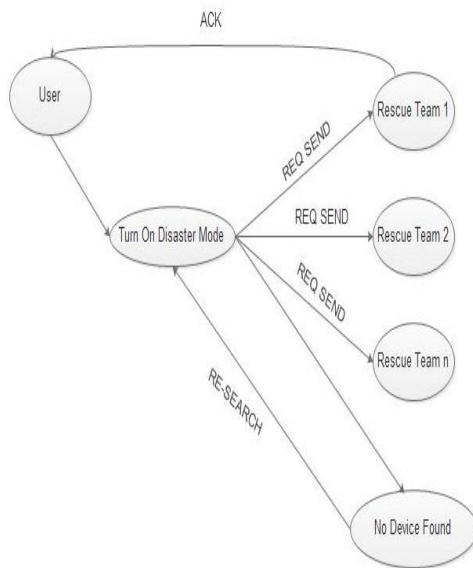 ACK
User
Rescue Team 1
REQ SEND
Turn On Disaster Mode
REQ SEND
Rescue Team 2
REQ SEND
Rescue Team n
RE-SEARCH
No Device Found